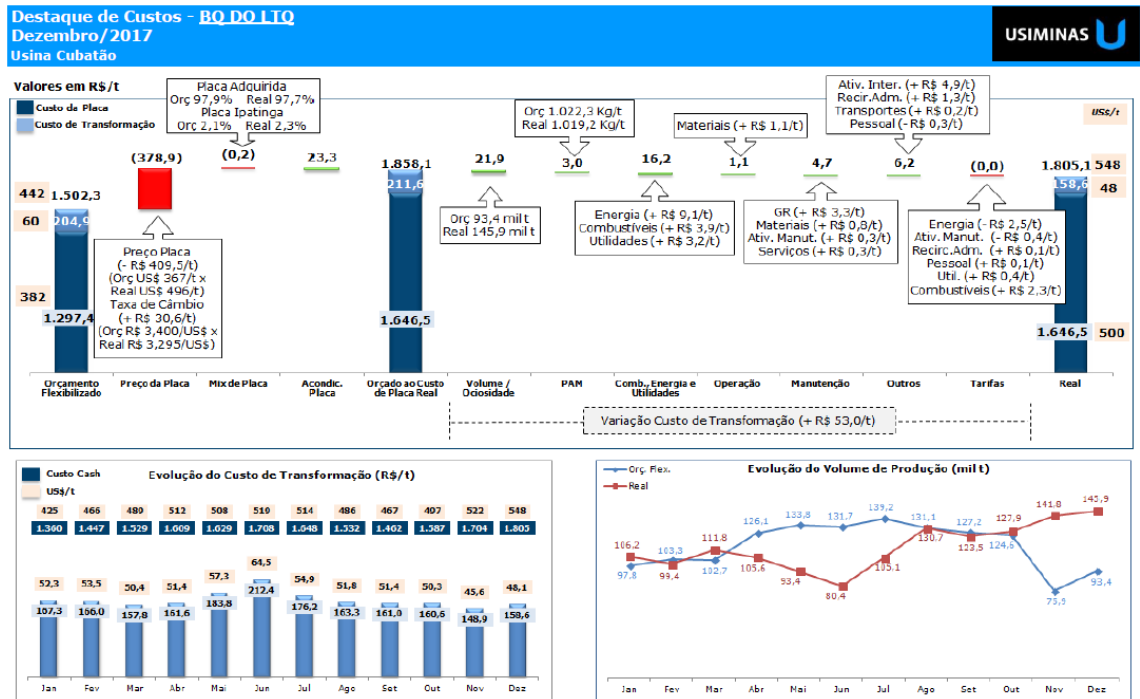 Destaque de Custos - BQ DO LTQ
Dezembro/2017
Usina Cubatão
USIMINAS
Valores em R$/t
Custo da Placa
Custo de Transformação
US$/t
Placa Adquirida
Orç 97,9% Real 97,7%
Placa Ipatinga
Orç 2,1% Real 2,3%
Orç 1.022,3 Kg/t
Real 1.019,2 Kg/t
Materiais (+ R$ 1,1/t)
Ativ. Inter. (+ R$ 4,9/t)
Recir.Adm. (+ R$ 1,3/t)
Transportes (+ R$ 0,2/t)
Pessoal (- R$ 0,3/t)
442 1.502,3
(378,9)
(0,2)
23,3
1.858,1
21,9
3,0
16,2
1,1
4,7
6,2
(0,0)
1.805,1 548
60 204,9
211,6
158,6 48
382
1.297,4
1.646,5
1.646,5 500
Preço Placa
(- R$ 409,5/t)
(Orç US$ 367/t x
Real US$ 496/t)
Taxa de Câmbio
(+ R$ 30,6/t)
(Orç R$ 3,400/US$ x
Real R$ 3,295/US$)
Orç 93,4 mil t
Real 145,9 mil t
Energia (+ R$ 9,1/t)
Combustíveis (+ R$ 3,9/t)
Utilidades (+ R$ 3,2/t)
GR (+ R$ 3,3/t)
Materiais (+ R$ 0,8/t)
Ativ. Manut. (+ R$ 0,3/t)
Serviços (+ R$ 0,3/t)
Energia (- R$ 2,5/t)
Ativ. Manut. (- R$ 0,4/t)
Recirc.Adm. (+ R$ 0,1/t)
Pessoal (+ R$ 0,1/t)
Util. (+ R$ 0,4/t)
Combustíveis (+ R$ 2,3/t)
Orçamento Flexibilizado
Preço da Placa
Mix de Placa
Acondic. Placa
Orçado ao Custo de Placa Real
Volume / Ociosidade
PAM
Comb., Energia e Utilidades
Operação
Manutenção
Outros
Tarifas
Real
Variação Custo de Transformação (+ R$ 53,0/t)
Custo Cash
US$/t
Evolução do Custo de Transformação (R$/t)
425 466 489 512 508 519 514 486 467 497 522 548
1.360 1.447 1.529 1.609 1.629 1.708 1.648 1.532 1.462 1.587 1.704 1.805
52,3 53,5 50,4 51,4 57,3 64,5 54,9 51,8 51,4 50,3 45,6 48,1
167,3 166,0 157,8 161,6 183,8 212,4 176,2 163,3 161,0 160,6 148,9 158,6
Jan Fev Mar Abr Mai Jun Jul Ago Set Out Nov Dez
Orç. Flex.
Real
Evolução do Volume de Produção (mil t)
97,8 103,3 102,7 126,1 133,8 131,7 139,2 131,1 127,2 124,6 75,9 93,4
106,2 99,4 111,8 105,6 93,4 80,4 105,1 130,7 123,5 127,9 141,8 145,9
Jan Fev Mar Abr Mai Jun Jul Ago Set Out Nov Dez